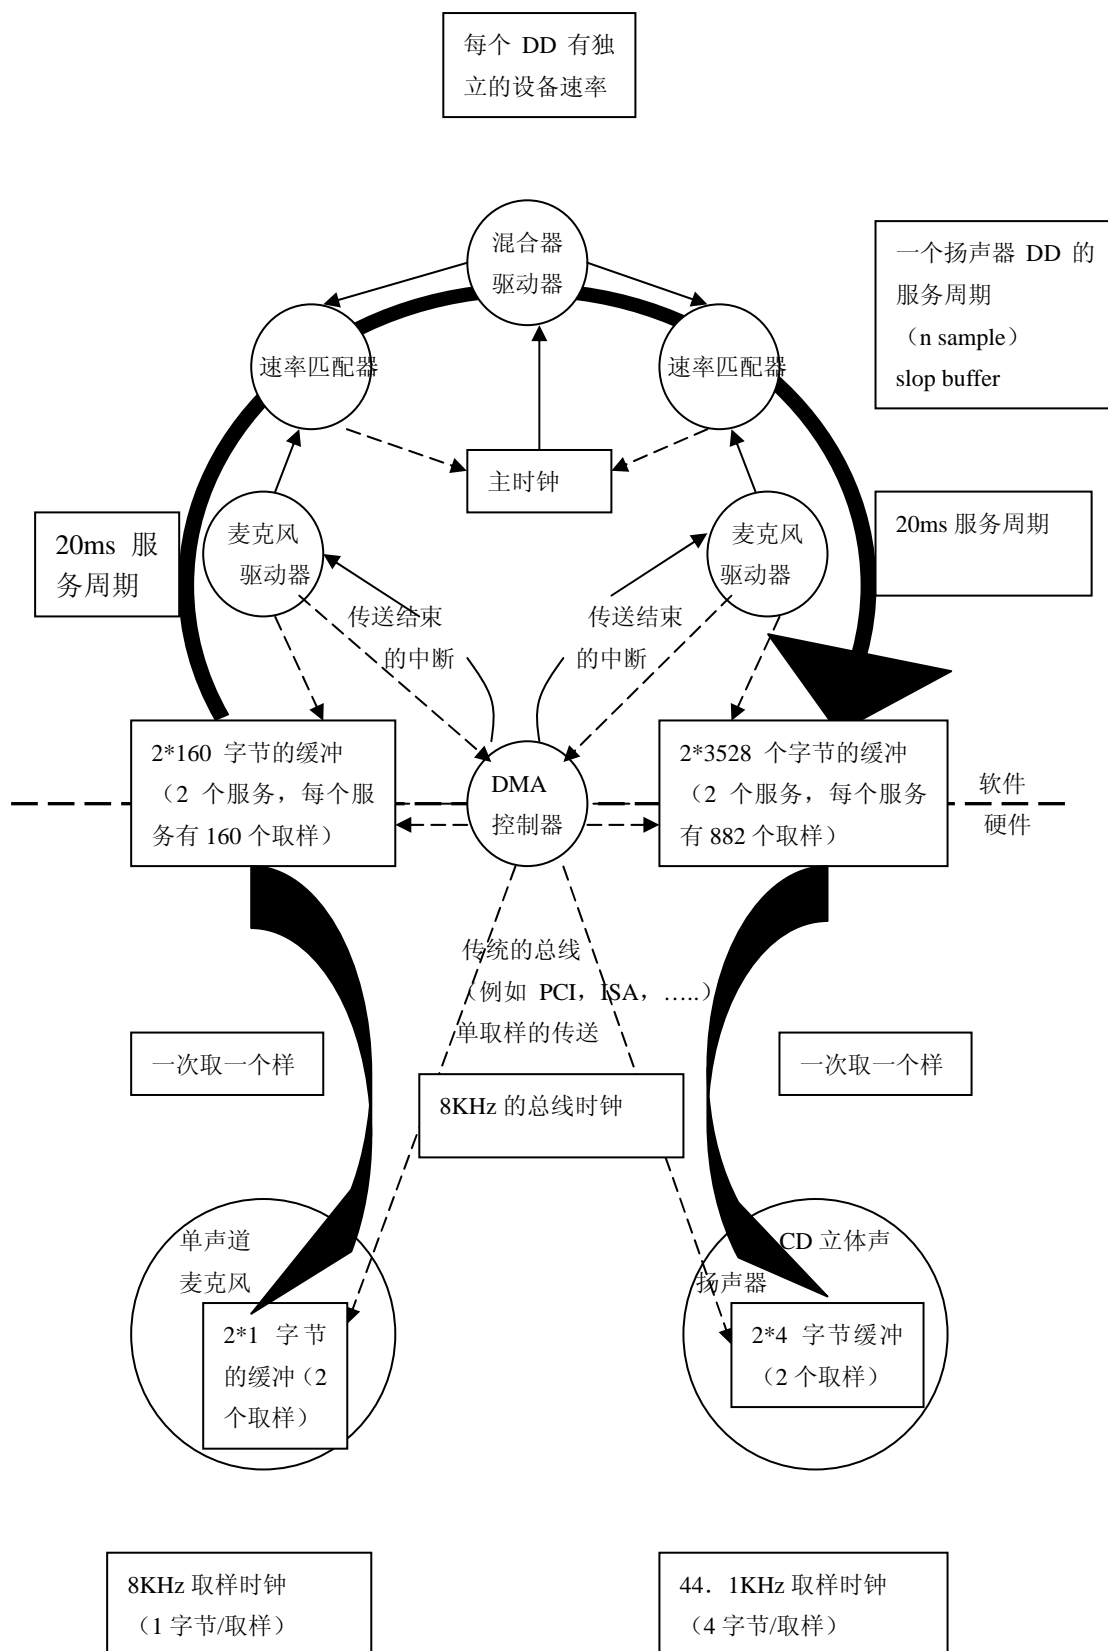 每个 DD 有独
立的设备速率
混合器
驱动器
一个扬声器 DD 的
服务周期
（n sample）
slop buffer
速率匹配器
速率匹配器
主时钟
20ms 服
务周期
麦克风
驱动器
麦克风
驱动器
20ms 服务周期
传送结束
的中断
传送结束
的中断
2*160 字节的缓冲
（2 个服务，每个服
务有 160 个取样）
DMA
控制器
2*3528 个字节的缓冲
（2 个服务，每个服务
有 882 个取样）
软件
硬件
传统的总线
（例如 PCI，ISA，…..）
单取样的传送
一次取一个样
一次取一个样
8KHz 的总线时钟
单声道
麦克风
2*1 字节
的缓冲（2
个取样）
CD 立体声
扬声器
2*4 字节缓冲
（2 个取样）
8KHz 取样时钟
（1 字节/取样）
44．1KHz 取样时钟
（4 字节/取样）